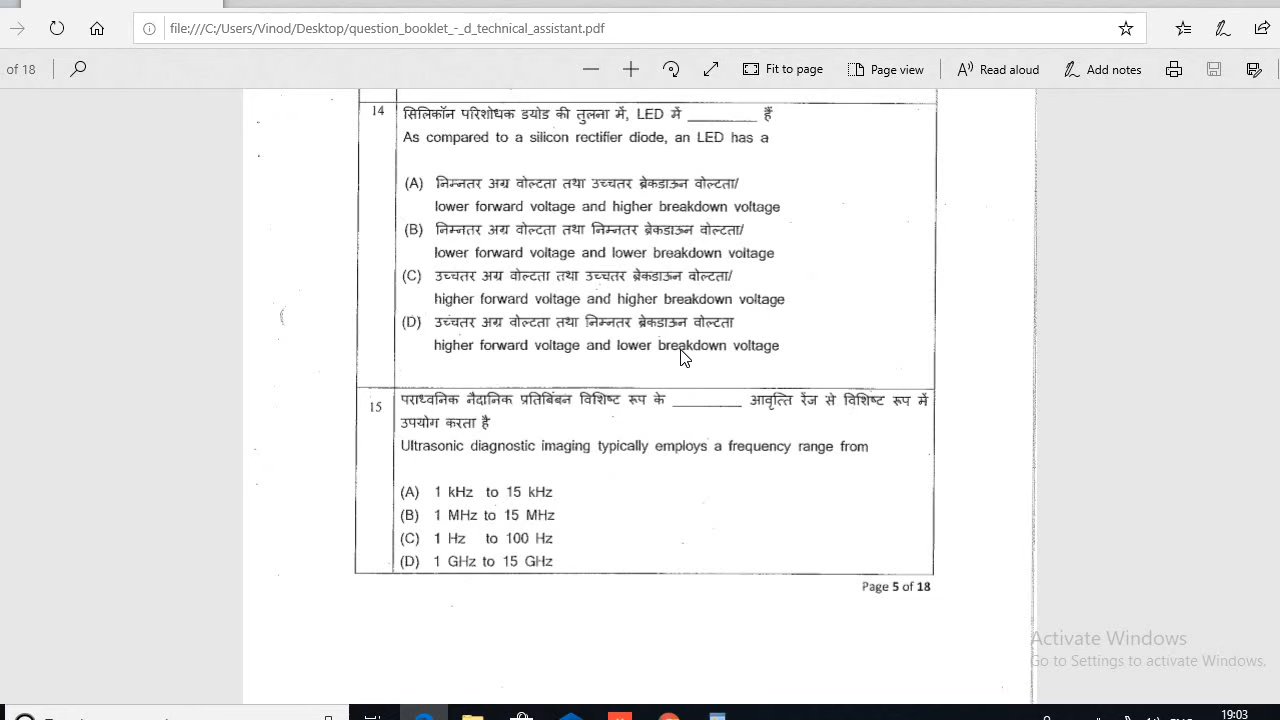 file:///C:/Users/Vinod/Desktop/question_booklet_-_d_technical_assistant.pdf
of 18
Fit to page
Page view
Read aloud
Add notes
14
सिलिकॉन परिशोधक डयोड की तुलना में, LED में ________ हैं
As compared to a silicon rectifier diode, an LED has a
(A) निम्नतर अग्र वोल्टता तथा उच्चतर ब्रेकडाऊन वोल्टता/
lower forward voltage and higher breakdown voltage
(B) निम्नतर अग्र वोल्टता तथा निम्नतर ब्रेकडाऊन वोल्टता/
lower forward voltage and lower breakdown voltage
(C) उच्चतर अग्र वोल्टता तथा उच्चतर ब्रेकडाऊन वोल्टता/
higher forward voltage and higher breakdown voltage
(D) उच्चतर अग्र वोल्टता तथा निम्नतर ब्रेकडाऊन वोल्टता
higher forward voltage and lower breakdown voltage
15
पराध्वनिक नैदानिक प्रतिबिंबन विशिष्ट रूप के ________ आवृत्ति रेंज से विशिष्ट रूप में
उपयोग करता है
Ultrasonic diagnostic imaging typically employs a frequency range from
(A) 1 kHz to 15 kHz
(B) 1 MHz to 15 MHz
(C) 1 Hz to 100 Hz
(D) 1 GHz to 15 GHz
Page 5 of 18
Activate Windows
Go to Settings to activate Windows.
19:03